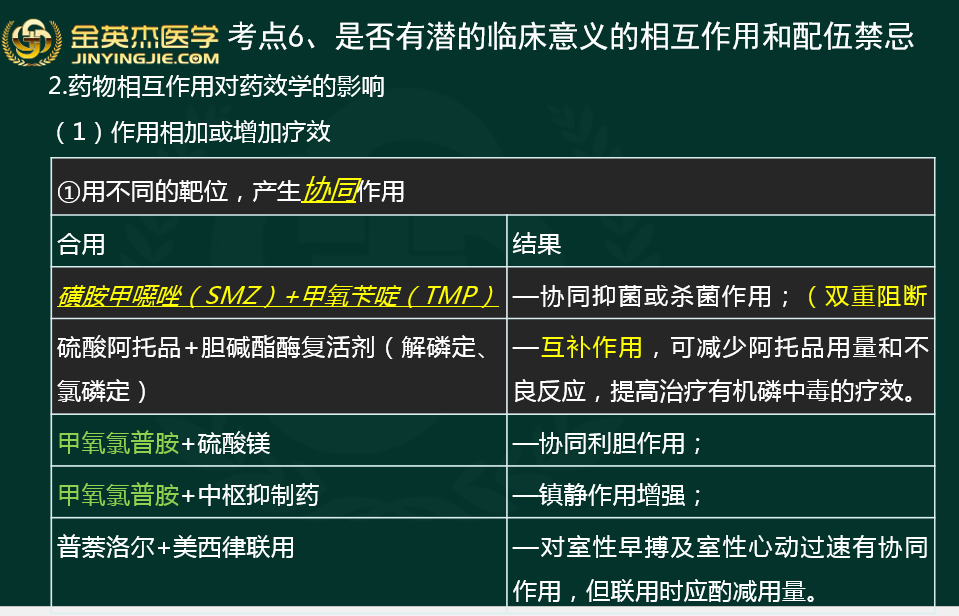 金英杰医学
JINYINGJIE.COM
考点6、是否有潜的临床意义的相互作用和配伍禁忌
2.药物相互作用对药效学的影响
（1）作用相加或增加疗效
①用不同的靶位，产生协同作用
合用
结果
磺胺甲噁唑（SMZ）+甲氧苄啶（TMP）
—协同抑菌或杀菌作用；（双重阻断
硫酸阿托品+胆碱酯酶复活剂（解磷定、
氯磷定）
—互补作用，可减少阿托品用量和不
良反应，提高治疗有机磷中毒的疗效。
甲氧氯普胺+硫酸镁
—协同利胆作用；
甲氧氯普胺+中枢抑制药
—镇静作用增强；
普萘洛尔+美西律联用
—对室性早搏及室性心动过速有协同
作用，但联用时应酌减用量。